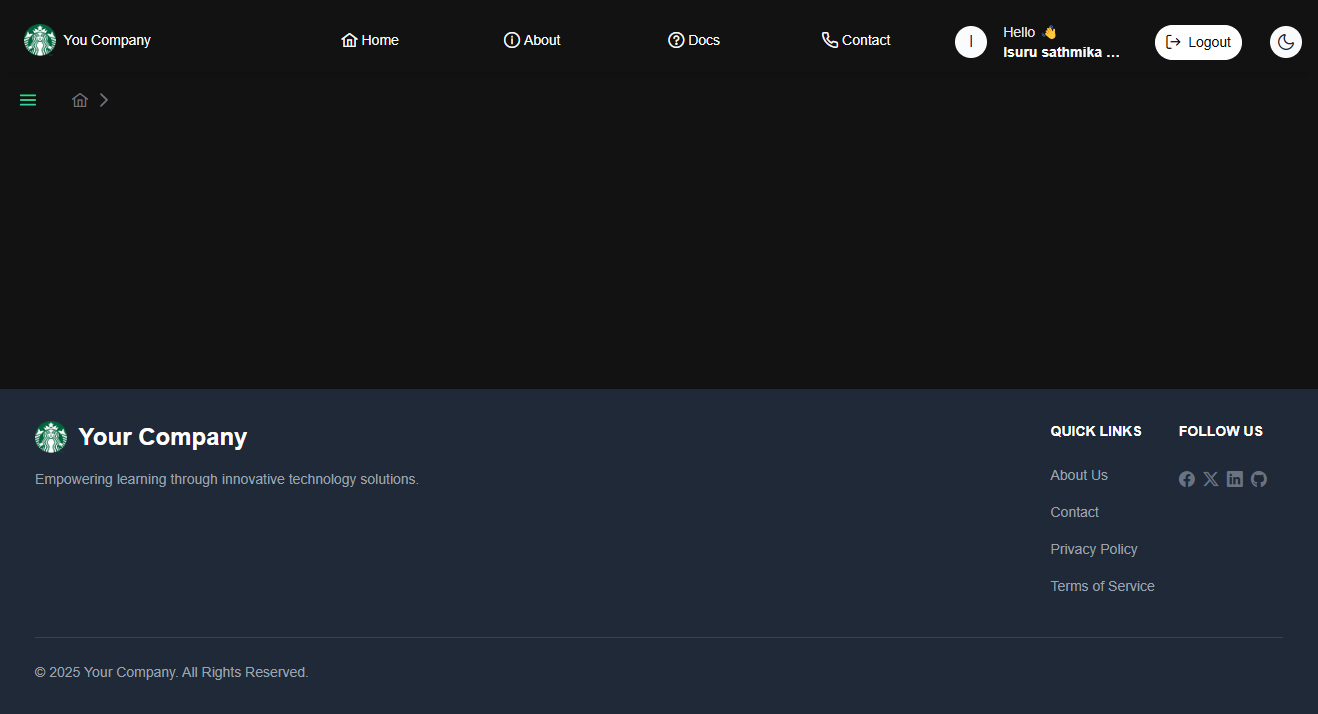 You Company
Home
About
Docs
Contact
I
Hello 👋
Isuru sathmika ...
Logout
Your Company
Empowering learning through innovative technology solutions.
QUICK LINKS
About Us
Contact
Privacy Policy
Terms of Service
FOLLOW US
© 2025 Your Company. All Rights Reserved.